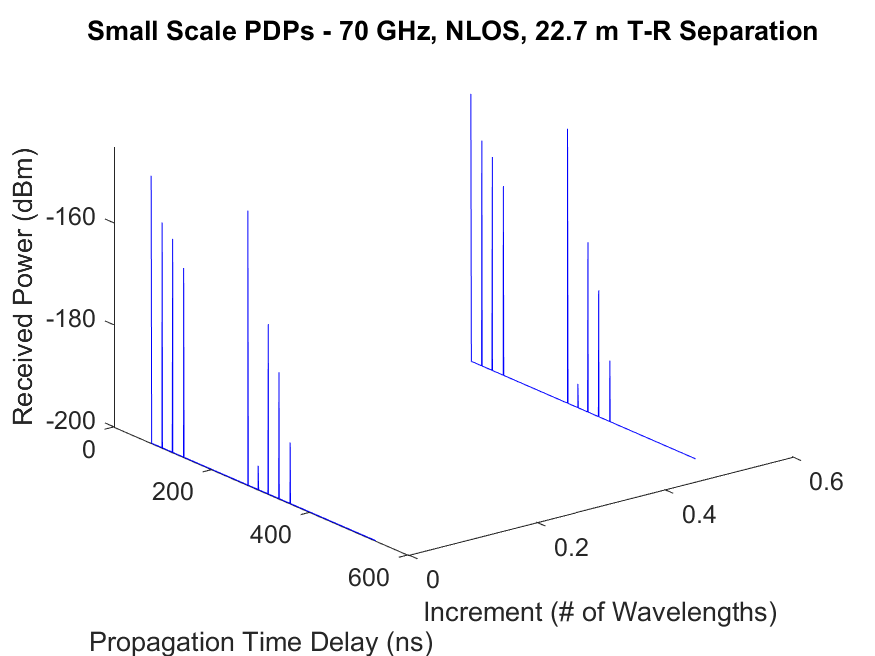 Small Scale PDPs - 70 GHz, NLOS, 22.7 m T-R Separation
Received Power (dBm)
-160
-180
-200
0
200
400
600
0
0.2
0.4
0.6
Increment (# of Wavelengths)
Propagation Time Delay (ns)